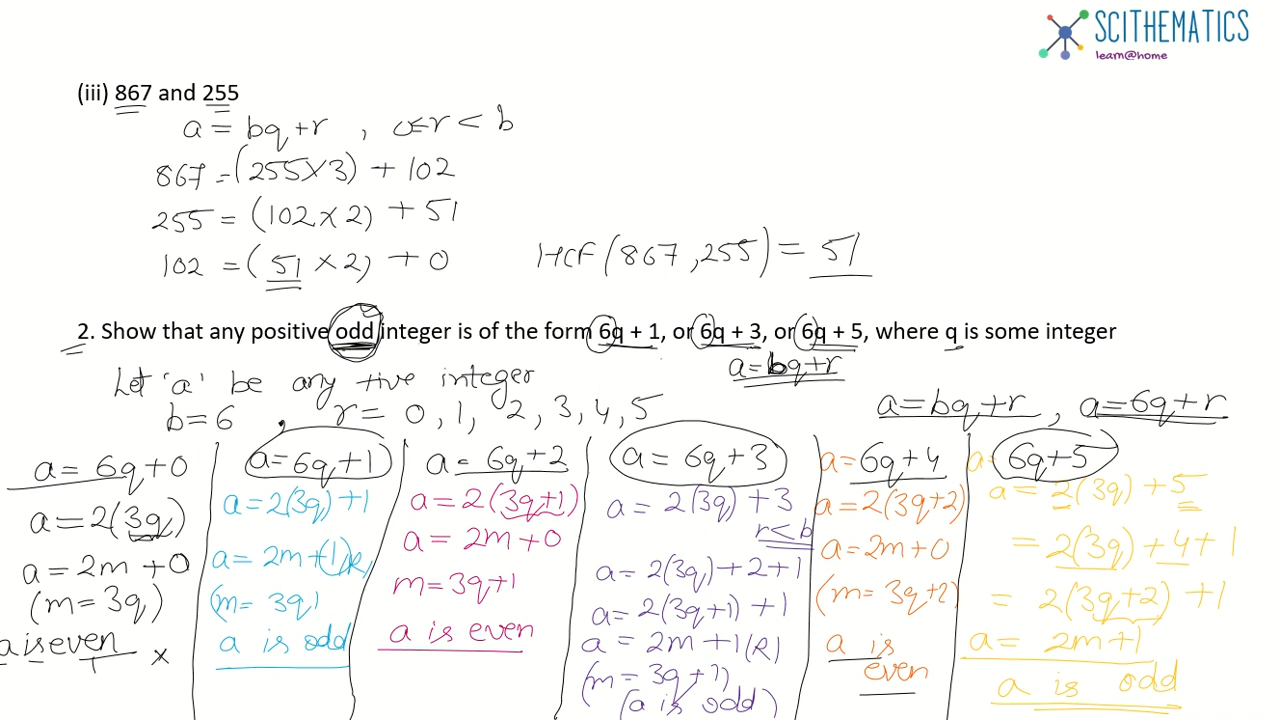 SCITHEMATICS
learn@home
(iii) 867 and 255
a = bq + r , 0 ≤ r < b
867 = (255 × 3) + 102
255 = (102 × 2) + 51
102 = (51 × 2) + 0
HCF (867, 255) = 51
2. Show that any positive odd integer is of the form 6q + 1, or 6q + 3, or 6q + 5, where q is some integer
a = bq + r
Let 'a' be any +ive integer
b = 6 , r = 0, 1, 2, 3, 4, 5
a = bq + r , a = 6q + r
a = 6q + 0
a = 2(3q)
a = 2m + 0
(m = 3q)
a is even ×
a = 6q + 1
a = 2(3q) + 1
a = 2m + (1)(R)
(m = 3q)
a is odd
a = 6q + 2
a = 2(3q + 1)
a = 2m + 0
m = 3q + 1
a is even
a = 6q + 3
a = 2(3q) + 3
r < b
a = 2(3q) + 2 + 1
a = 2(3q + 1) + 1
a = 2m + 1 (R)
(m = 3q + 1)
(a is odd)
a = 6q + 4
a = 2(3q + 2)
a = 2m + 0
(m = 3q + 2)
a is
even
a = 6q + 5
a = 2(3q) + 5
= 2(3q) + 4 + 1
= 2(3q + 2) + 1
a = 2m + 1
a is odd